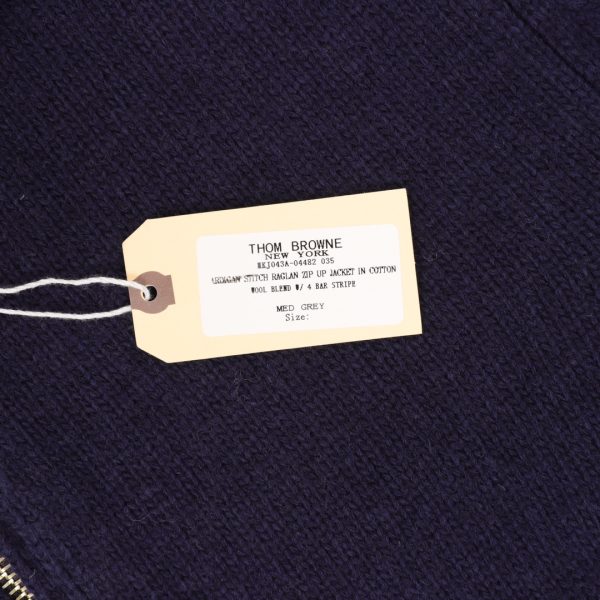 THOM BROWNE
NEW YORK
MKJ043A-04482 035
STITCH RAGLAN ZIP UP JACKET IN COTTON
WOOL BLEND W/ 4 BAR STRIPE
MED GREY
Size: